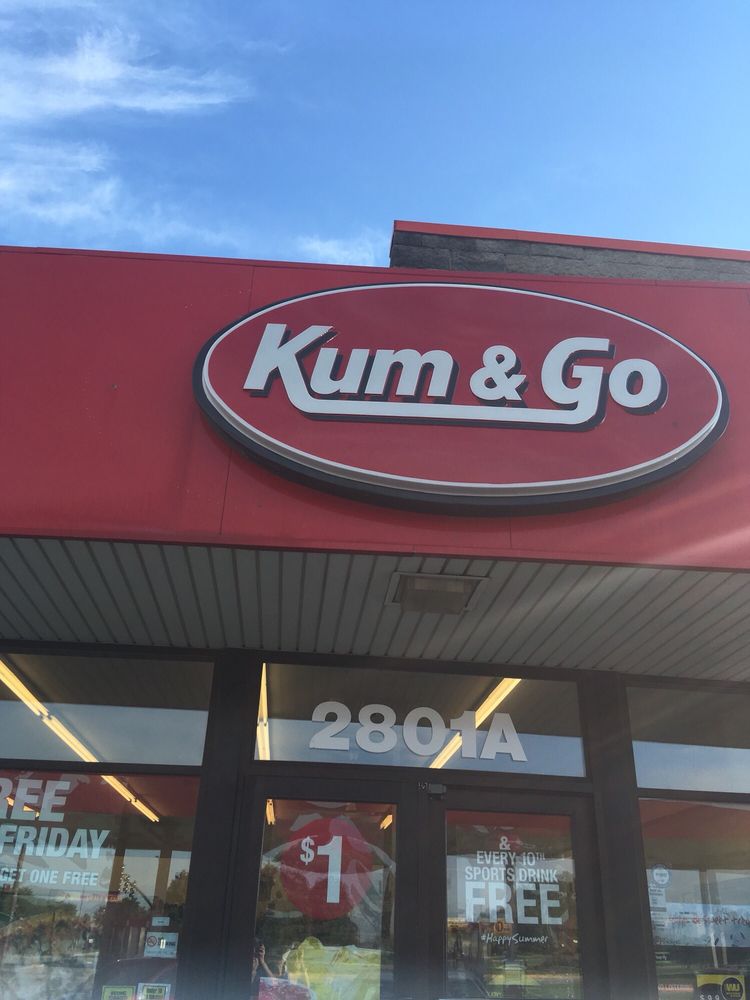 Kum & Go
2801A
REE
FRIDAY
GET ONE FREE
$1
&
EVERY 10TH
SPORTS DRINK
FREE
#HappySummer